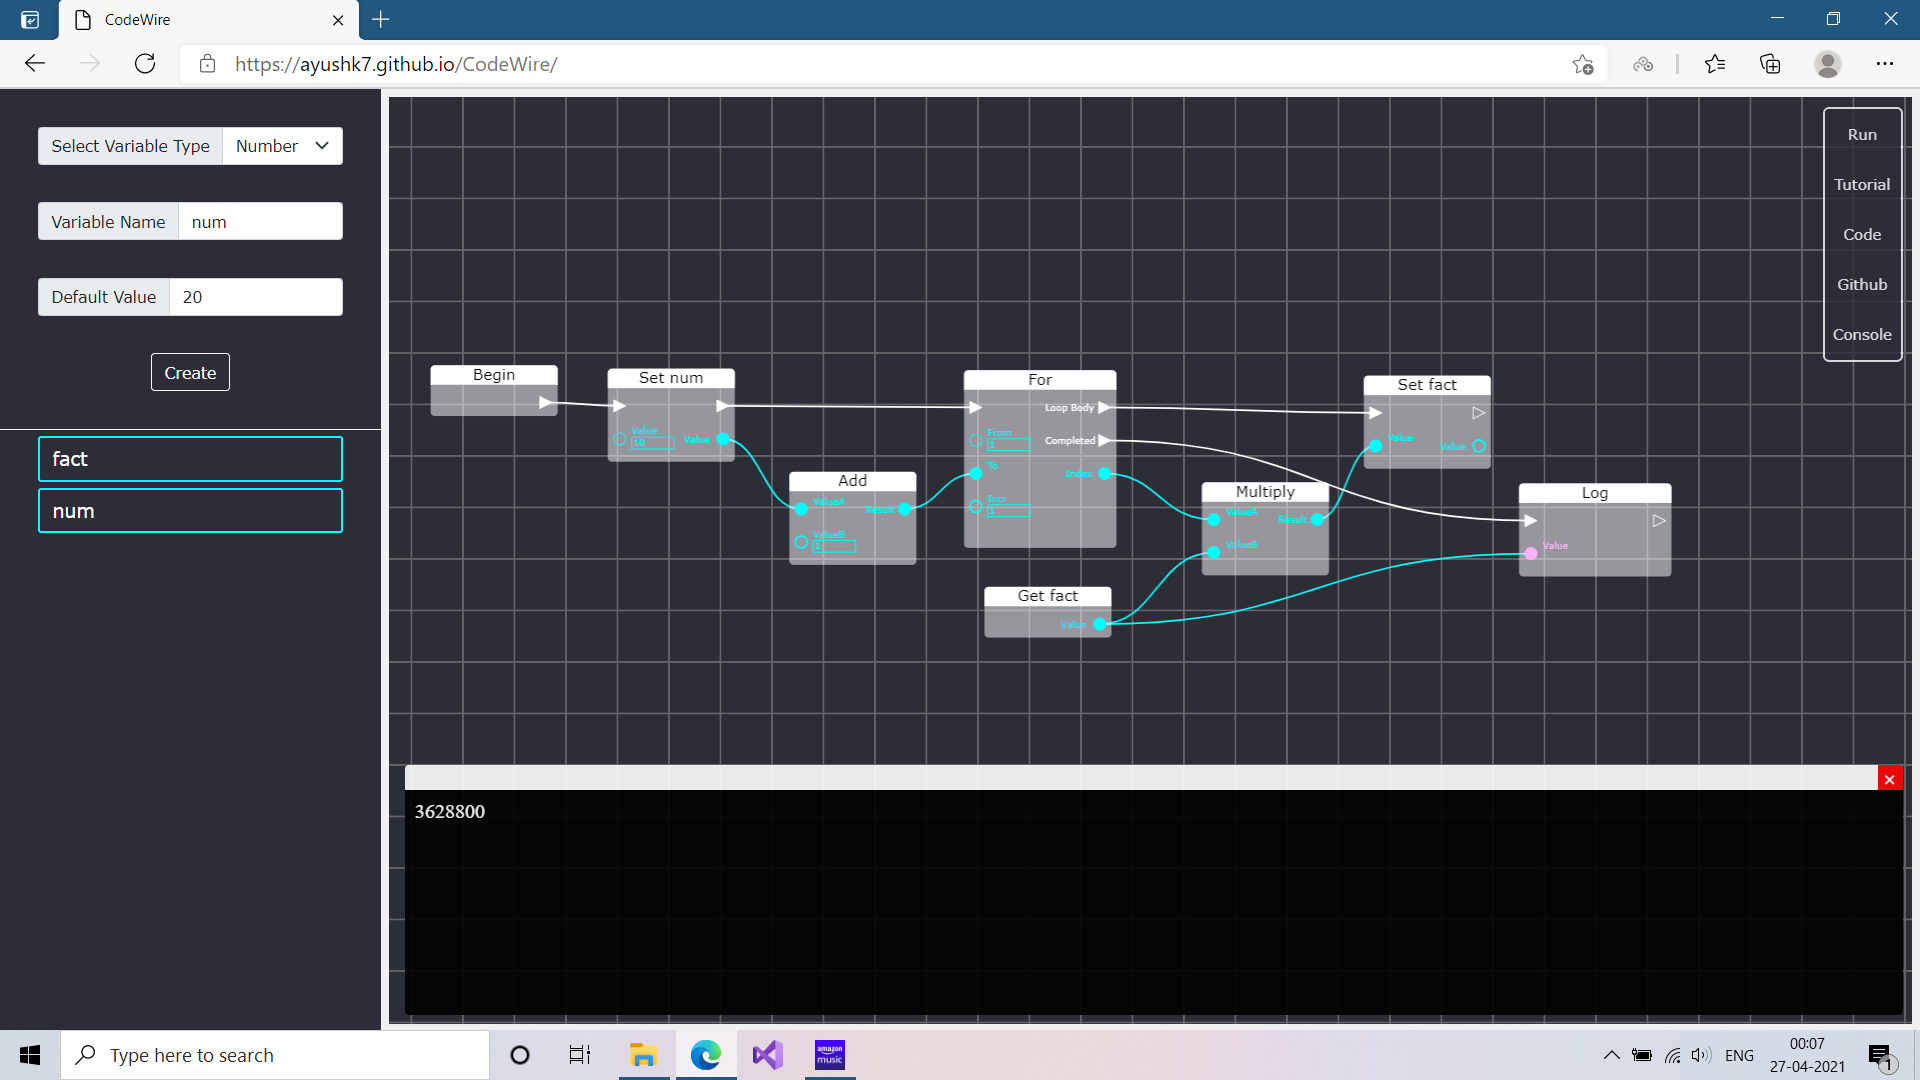 CodeWire
https://ayushk7.github.io/CodeWire/
Select Variable Type Number
Variable Name num
Default Value 20
Create
fact
num
Run
Tutorial
Code
Github
Console
Begin
Set num
Value
10
Value
Add
ValueA
Result
ValueB
1
For
Loop Body
From
1
Completed
To
Index
Incr
1
Get fact
Value
Multiply
ValueA
Result
ValueB
Set fact
Value
Value
Log
Value
3628800
Type here to search
amazon
music
ENG
00:07
27-04-2021
1